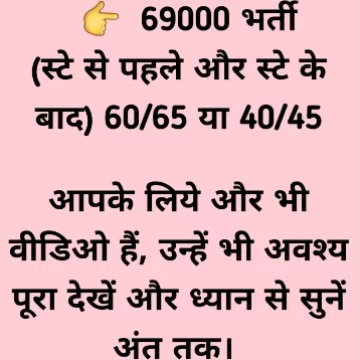 👉 69000 भर्ती
(स्टे से पहले और स्टे के
बाद) 60/65 या 40/45
आपके लिये और भी
वीडिओ हैं, उन्हें भी अवश्य
पूरा देखें और ध्यान से सुनें
अंत तक।